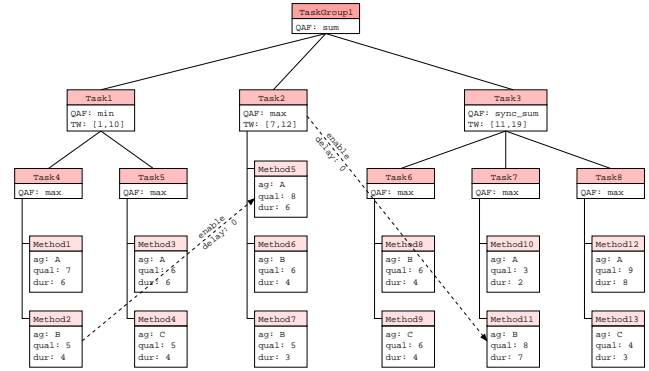 TaskGroup1
QAF: sum
Task1
QAF: min
TW: [1,10]
Task2
QAF: max
TW: [7,12]
Task3
QAF: sync_sum
TW: [11,19]
enable
delay: 0
Task4
QAF: max
Task5
QAF: max
Method5
ag: A
qual: 8
dur: 6
Task6
QAF: max
Task7
QAF: max
Task8
QAF: max
enable
delay: 0
Method1
ag: A
qual: 7
dur: 6
Method3
ag: A
qual: 6
dur: 6
Method6
ag: B
qual: 6
dur: 4
Method8
ag: B
qual: 6
dur: 4
Method10
ag: A
qual: 3
dur: 2
Method12
ag: A
qual: 9
dur: 8
Method2
ag: B
qual: 5
dur: 4
Method4
ag: C
qual: 5
dur: 4
Method7
ag: B
qual: 5
dur: 3
Method9
ag: C
qual: 6
dur: 4
Method11
ag: B
qual: 8
dur: 7
Method13
ag: C
qual: 4
dur: 3